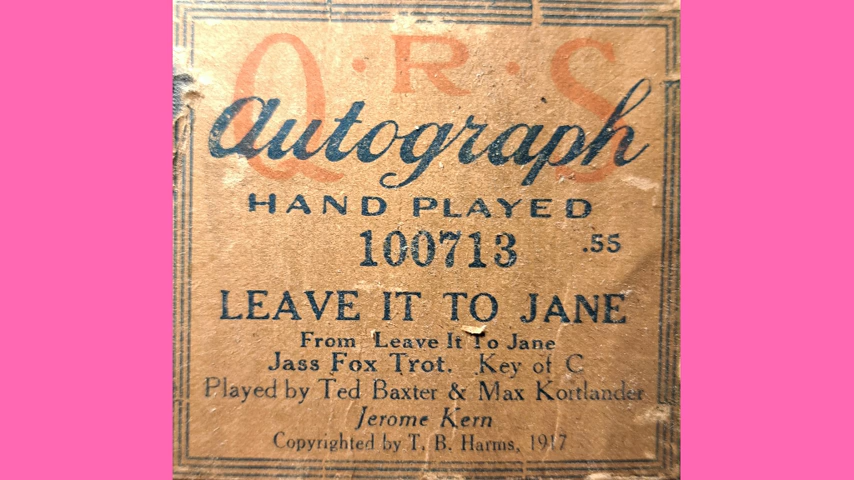 Q·R·S
Autograph
HAND PLAYED
100713 .55
LEAVE IT TO JANE
From 'Leave It To Jane
Jass Fox Trot. Key of C
Played by Ted Baxter & Max Kortlander
Jerome Kern
Copyrighted by T. B. Harms, 1917